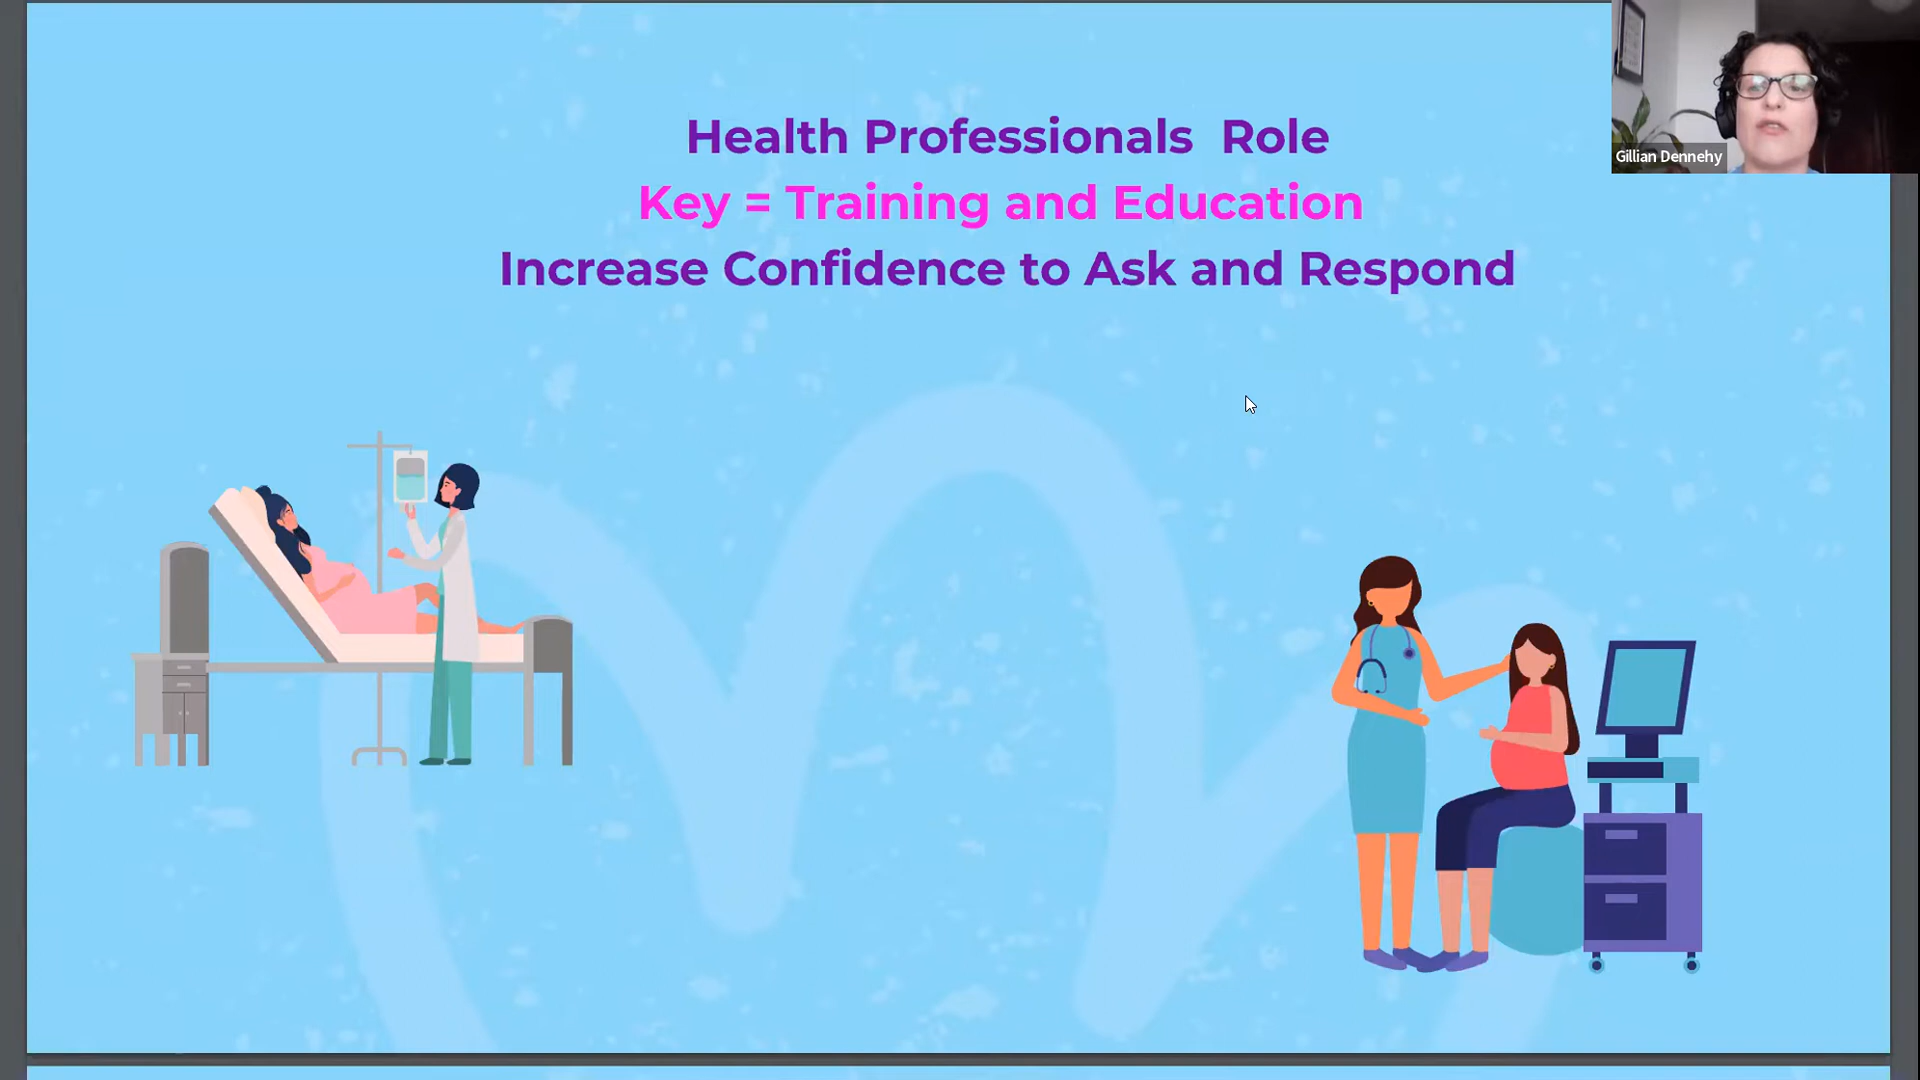 Health Professionals Role
Key = Training and Education
Increase Confidence to Ask and Respond
Gillian Dennehy